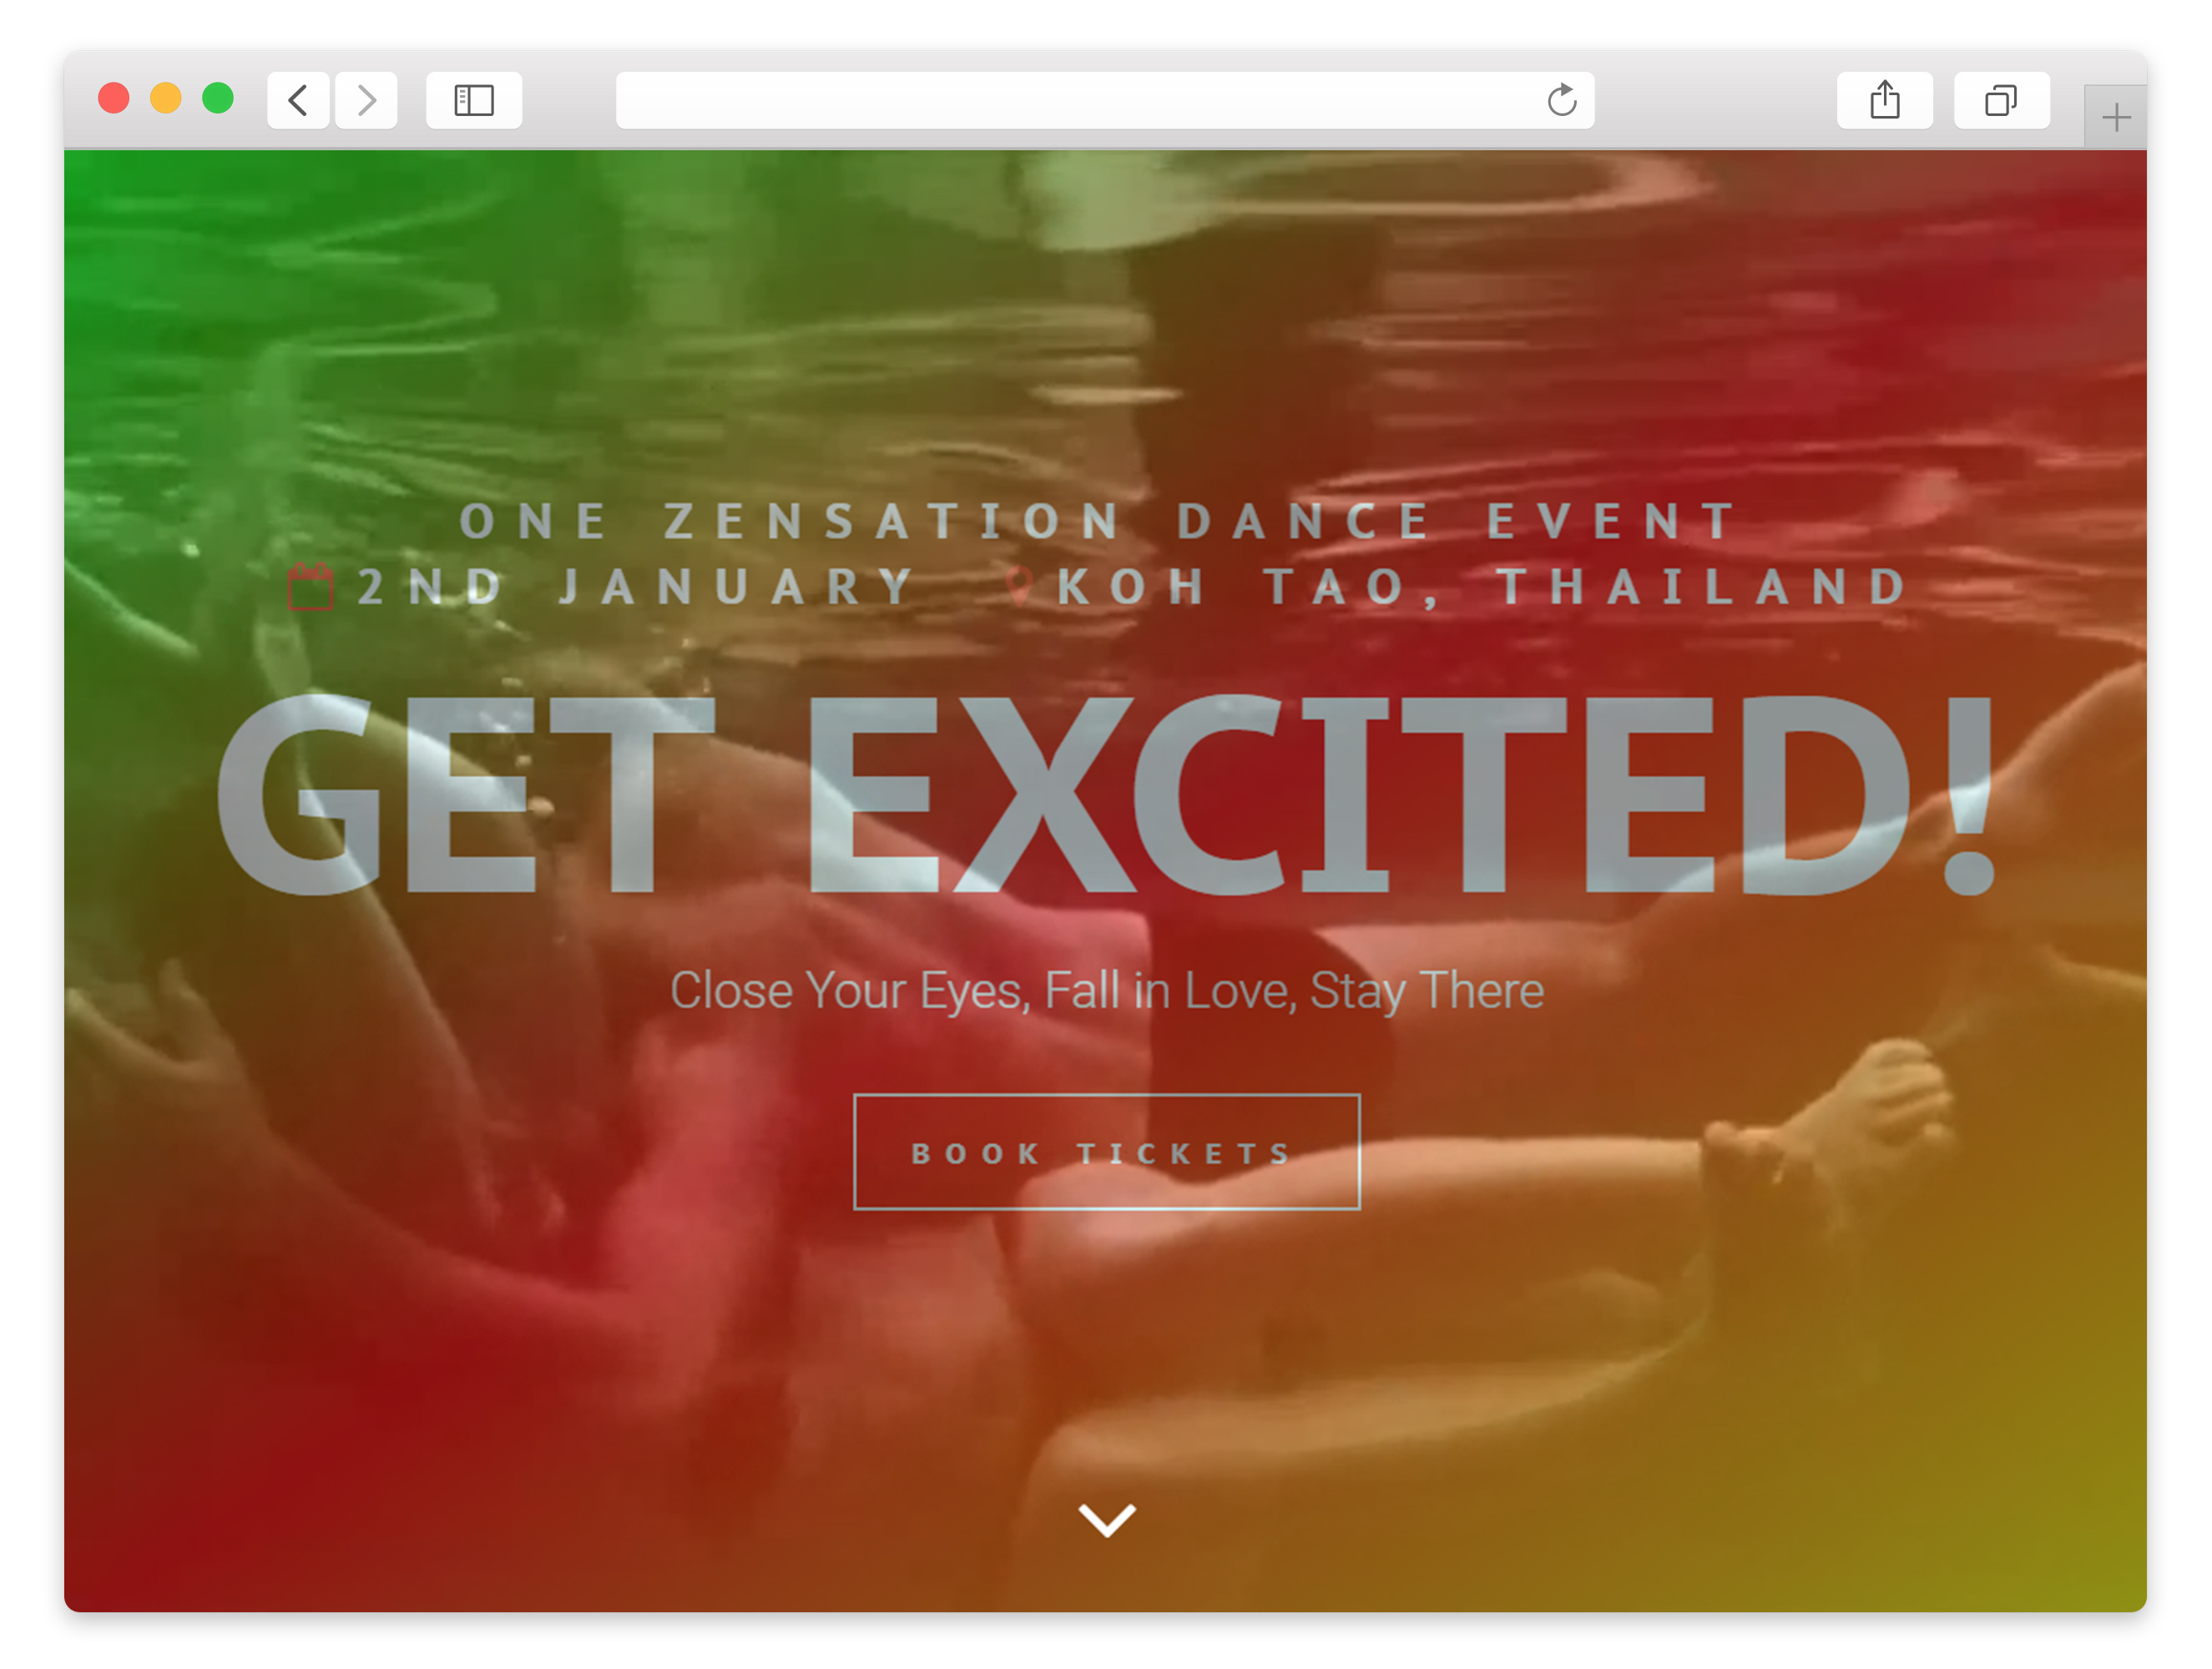 ONE ZENSATION DANCE EVENT
2ND JANUARY KOH TAO, THAILAND
GET EXCITED!
Close Your Eyes, Fall in Love, Stay There
BOOK TICKETS